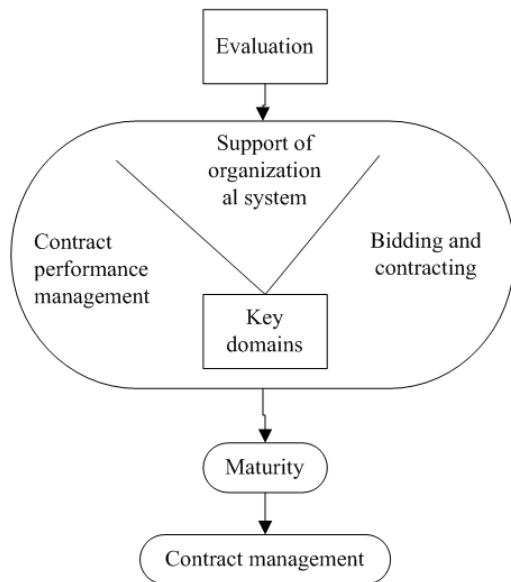 Evaluation
Support of
organization
al system
Contract
performance
management
Bidding and
contracting
Key
domains
Maturity
Contract management